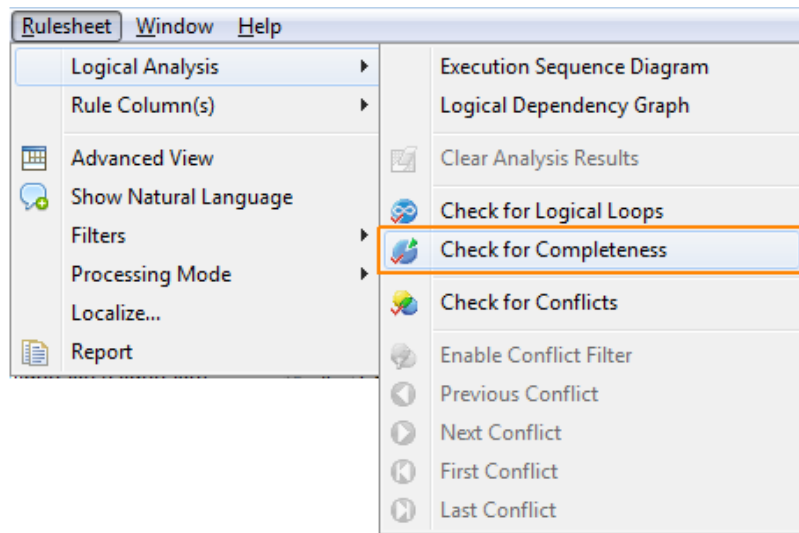 Rulesheet Window Help
Logical Analysis
Rule Column(s)
Advanced View
Show Natural Language
Filters
Processing Mode
Localize...
Report
Execution Sequence Diagram
Logical Dependency Graph
Clear Analysis Results
Check for Logical Loops
Check for Completeness
Check for Conflicts
Enable Conflict Filter
Previous Conflict
Next Conflict
First Conflict
Last Conflict